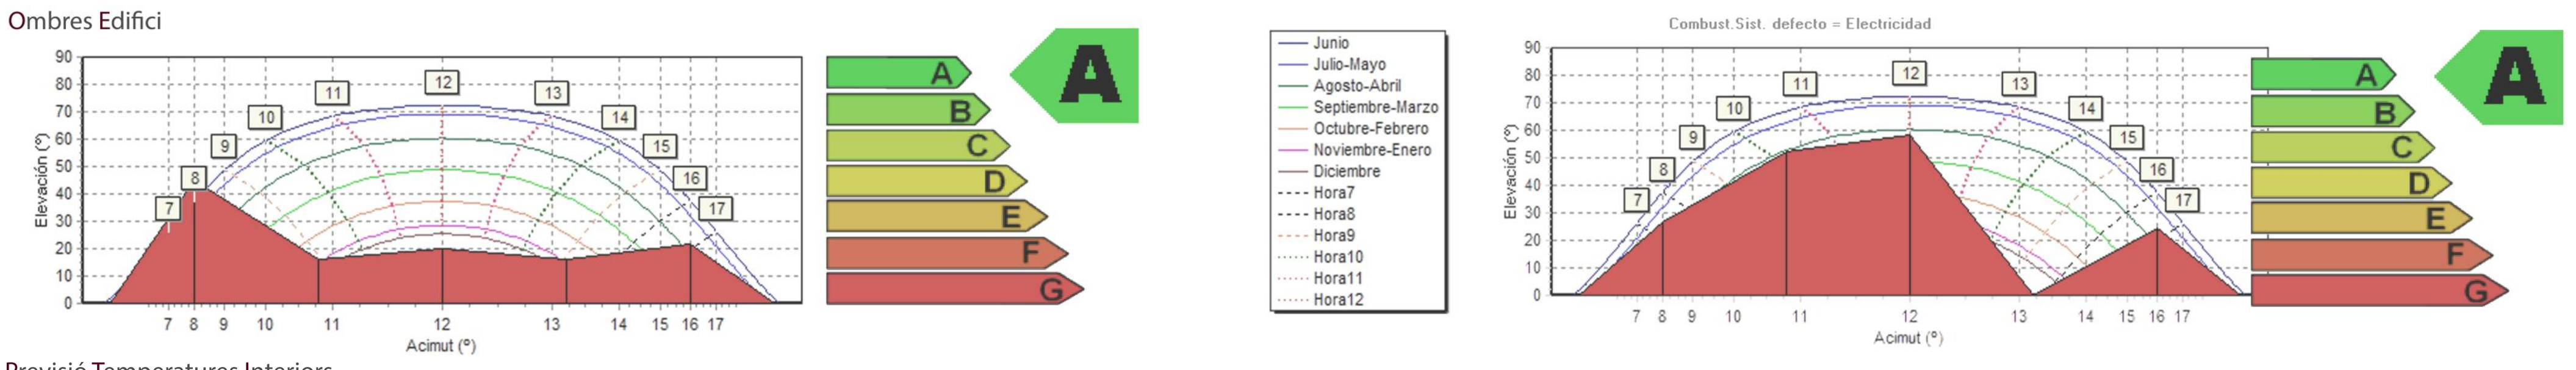 Ombres Edifici
90
80
70
60
50
40
30
20
10
0
Elevación (º)
7
8
9
10
11
12
13
14
15
16
17
7 8 9 10 11 12 13 14 15 16 17
Acimut (º)
A
B
C
D
E
F
G
A
Junio
Julio-Mayo
Agosto-Abril
Septiembre-Marzo
Octubre-Febrero
Noviembre-Enero
Diciembre
Hora7
Hora8
Hora9
Hora10
Hora11
Hora12
Combust.Sist. defecto = Electricidad
90
80
70
60
50
40
30
20
10
0
Elevación (º)
7
8
9
10
11
12
13
14
15
16
17
7 8 9 10 11 12 13 14 15 16 17
Acimut (º)
A
B
C
D
E
F
G
A
Previsió Temperatures Interiors